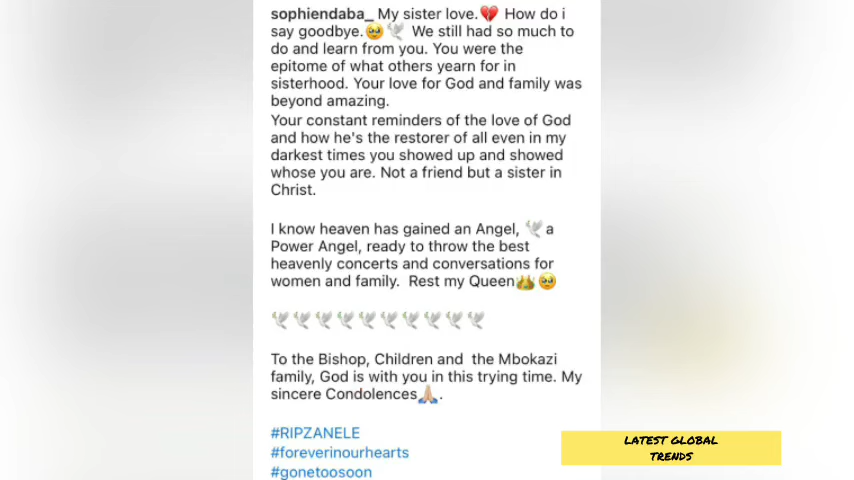 sophiendaba_ My sister love.💔 How do i
say goodbye.🥹🕊️ We still had so much to
do and learn from you. You were the
epitome of what others yearn for in
sisterhood. Your love for God and family was
beyond amazing.
Your constant reminders of the love of God
and how he's the restorer of all even in my
darkest times you showed up and showed
whose you are. Not a friend but a sister in
Christ.
I know heaven has gained an Angel, 🕊️ a
Power Angel, ready to throw the best
heavenly concerts and conversations for
women and family. Rest my Queen👑🥹
🕊️🕊️🕊️🕊️🕊️🕊️🕊️🕊️🕊️🕊️
To the Bishop, Children and the Mbokazi
family, God is with you in this trying time. My
sincere Condolences🙏🏼.
#RIPZANELE
#foreverinourhearts
#gonetoosoon
LATEST GLOBAL
TRENDS